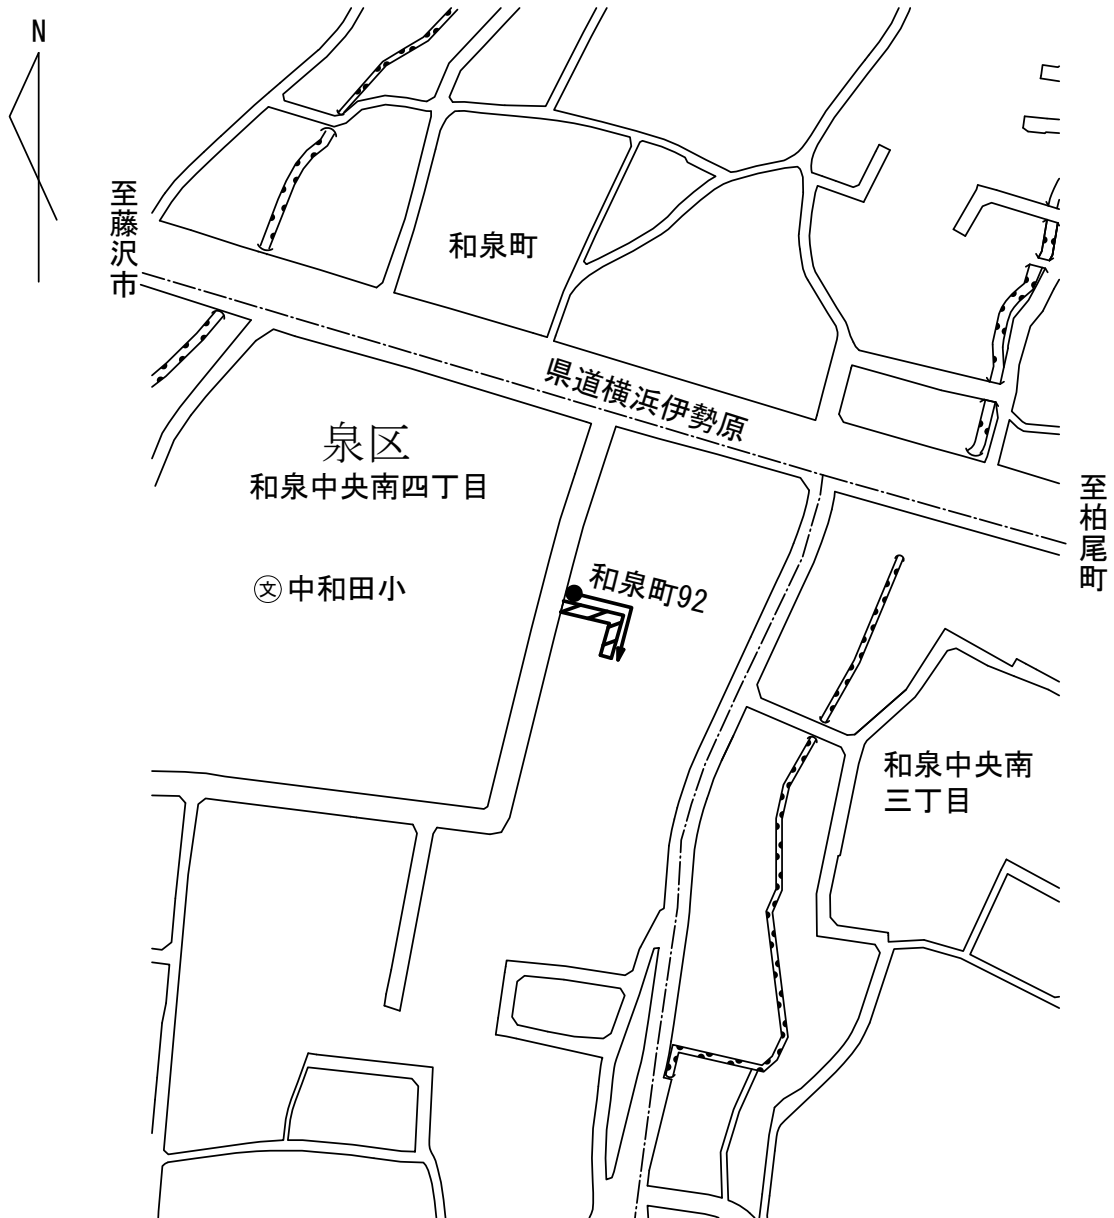 N
至藤沢市
和泉町
県道横浜伊勢原
泉区
和泉中央南四丁目
至柏尾町
文中和田小
和泉町92
和泉中央南
三丁目